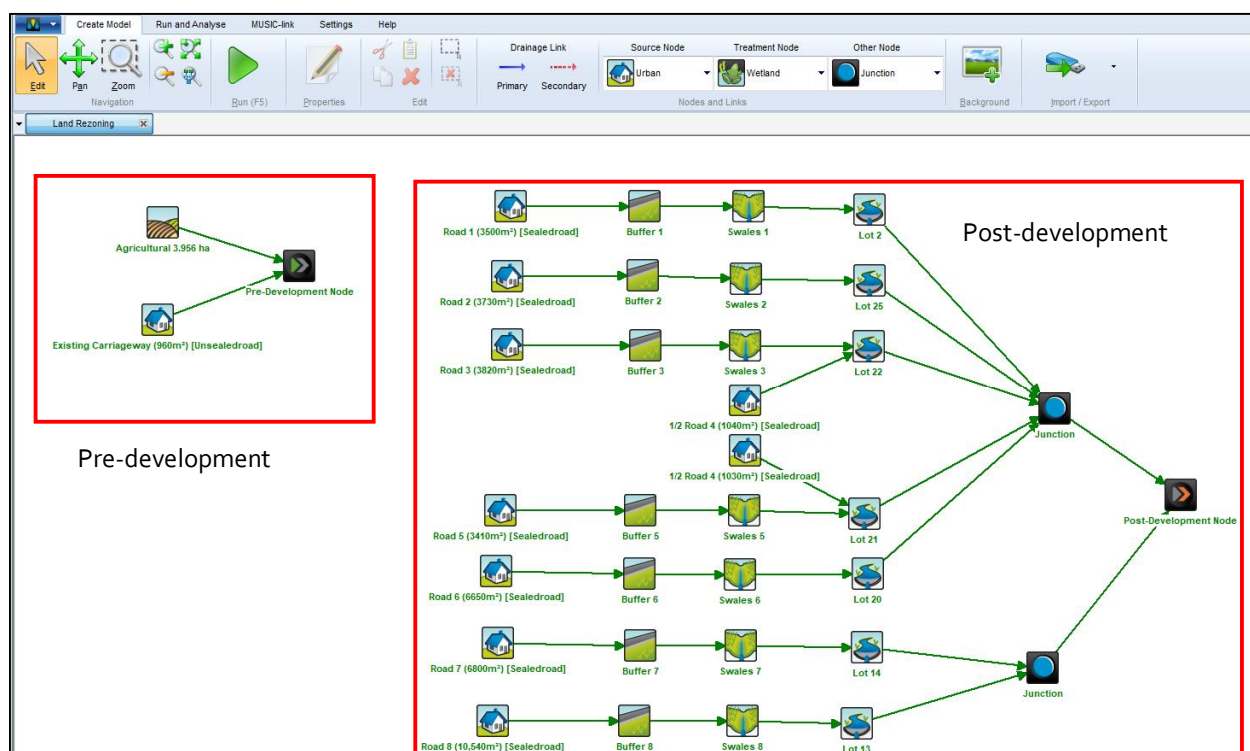 Create Model Run and Analyse MUSIC-link Settings Help
Drainage Link Source Node Treatment Node Other Node
Urban Wetland Junction
Edit Pan Zoom Primary Secondary
Navigation Run (F5) Properties Edit Nodes and Links Background Import / Export
Land Rezoning
Agricultural 3.956 ha
Pre-Development Node
Existing Carriageway (960m²) [Unsealedroad]
Pre-development
Post-development
Road 1 (3500m²) [Sealedroad] Buffer 1 Swales 1 Lot 2
Road 2 (3730m²) [Sealedroad] Buffer 2 Swales 2 Lot 25
Road 3 (3820m²) [Sealedroad] Buffer 3 Swales 3 Lot 22
1/2 Road 4 (1040m²) [Sealedroad]
Junction
1/2 Road 4 (1030m²) [Sealedroad]
Post-Development Node
Road 5 (3410m²) [Sealedroad] Buffer 5 Swales 5 Lot 21
Road 6 (6650m²) [Sealedroad] Buffer 6 Swales 6 Lot 20
Road 7 (6800m²) [Sealedroad] Buffer 7 Swales 7 Lot 14
Junction
Road 8 (10,540m²) [Sealedroad] Buffer 8 Swales 8 Lot 13